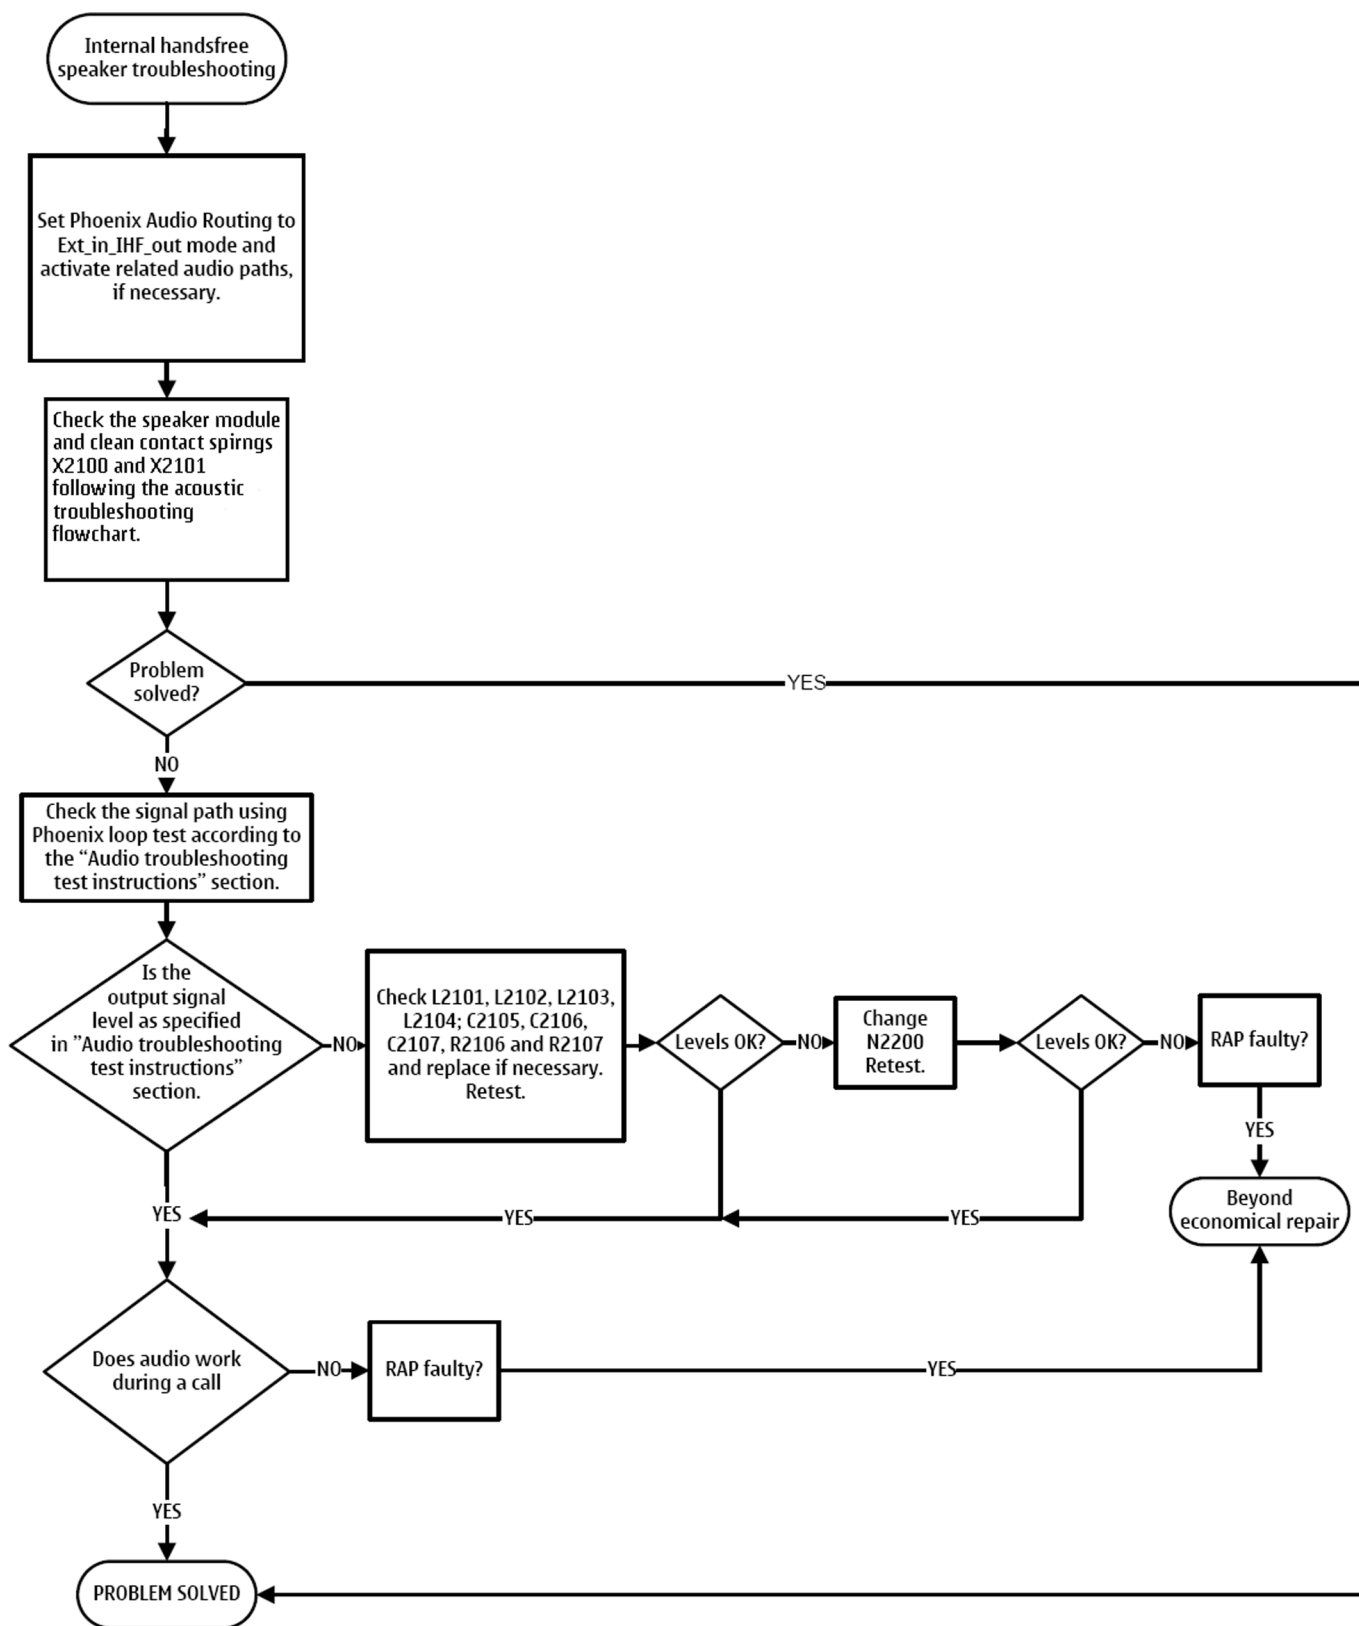 Internal handsfree
speaker troubleshooting
Set Phoenix Audio Routing to
Ext_in_IHF_out mode and
activate related audio paths,
if necessary.
Check the speaker module
and clean contact spirngs
X2100 and X2101
following the acoustic
troubleshooting
flowchart.
Problem
solved?
YES
NO
Check the signal path using
Phoenix loop test according to
the “Audio troubleshooting
test instructions” section.
Is the
output signal
level as specified
in ”Audio troubleshooting
test instructions”
section.
NO
Check L2101, L2102, L2103,
L2104; C2105, C2106,
C2107, R2106 and R2107
and replace if necessary.
Retest.
Levels OK?
NO
Change
N2200
Retest.
Levels OK?
NO
RAP faulty?
YES
Beyond
economical repair
YES
YES
YES
Does audio work
during a call
NO
RAP faulty?
YES
YES
PROBLEM SOLVED